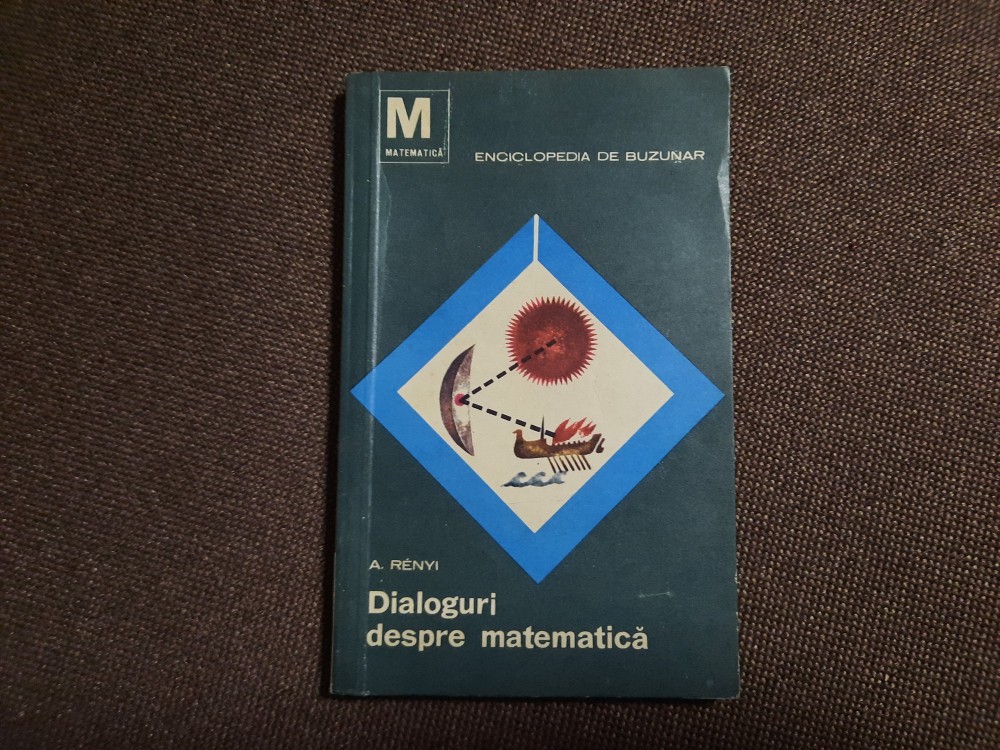 M
MATEMATICĂ
ENCICLOPEDIA DE BUZUNAR
A. RÉNYI
Dialoguri
despre matematică